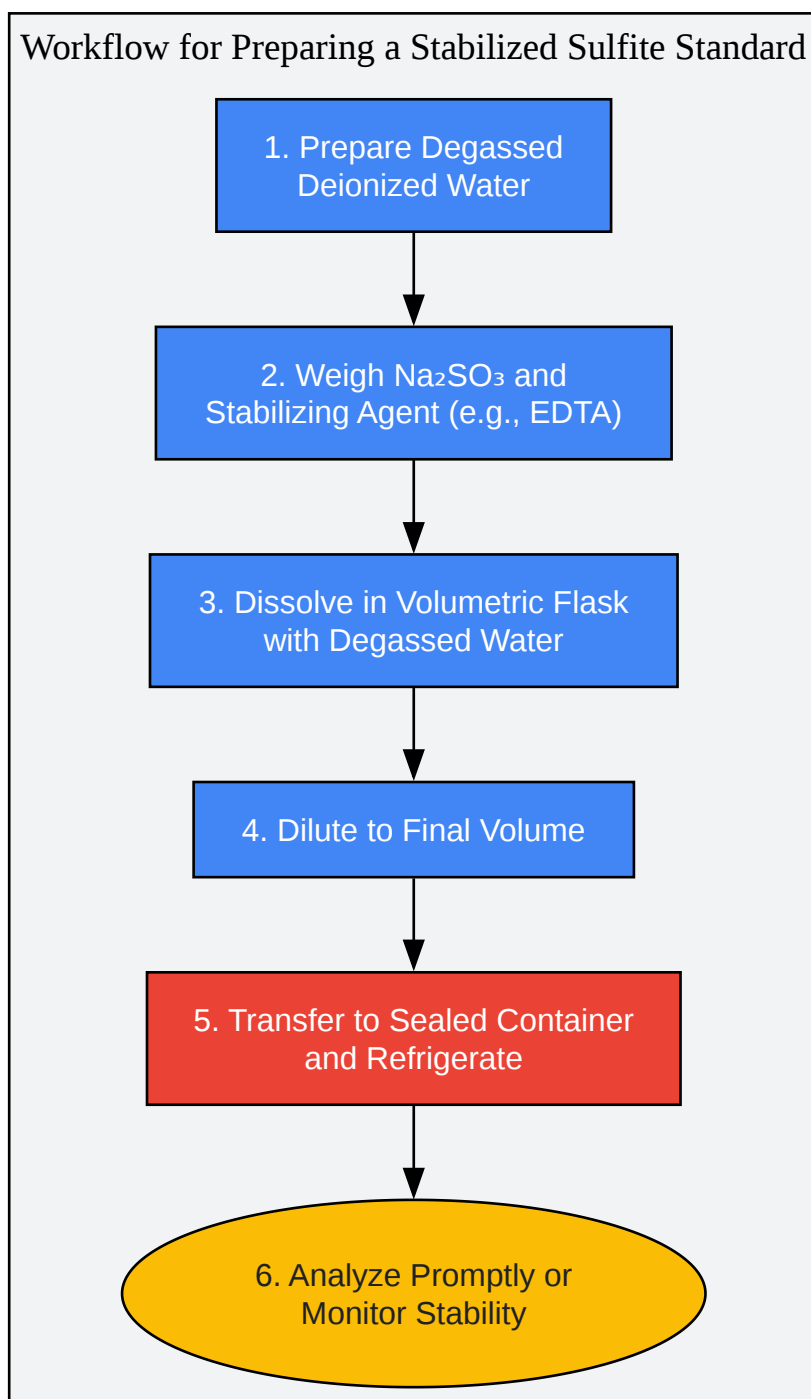 Workflow for Preparing a Stabilized Sulfite Standard
1. Prepare Degassed
Deionized Water
2. Weigh Na₂SO₃ and
Stabilizing Agent (e.g., EDTA)
3. Dissolve in Volumetric Flask
with Degassed Water
4. Dilute to Final Volume
5. Transfer to Sealed Container
and Refrigerate
6. Analyze Promptly or
Monitor Stability